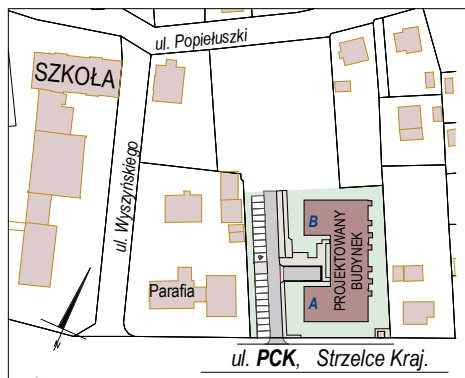 ul. Popiełuszki
SZKOŁA
ul. Wyszyńskiego
B
PROJEKTOWANY
BUDYNEK
A
Parafia
N
ul. PCK, Strzelce Kraj.